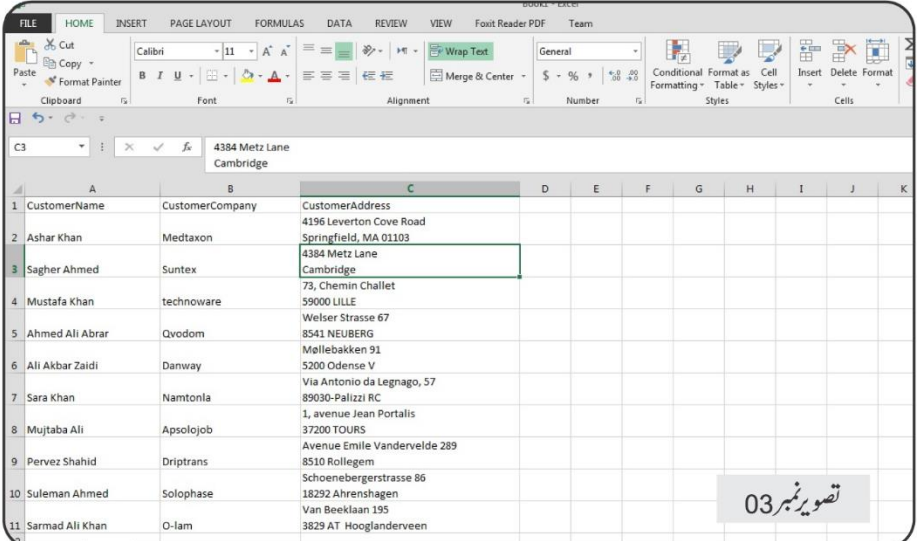 Book1 - Excel
FILE HOME INSERT PAGE LAYOUT FORMULAS DATA REVIEW VIEW Foxit Reader PDF Team
Cut
Copy
Format Painter
Paste
Calibri 11
B I U
Wrap Text
Merge & Center
General
$ - % ,
Conditional Formatting
Format as Table
Cell Styles
Insert Delete Format
Clipboard Font Alignment Number Styles Cells
C3 fx 4384 Metz Lane
Cambridge
A B C D E F G H I J K
1 CustomerName CustomerCompany CustomerAddress
4196 Leverton Cove Road
2 Ashar Khan Medtaxon Springfield, MA 01103
4384 Metz Lane
3 Sagher Ahmed Suntex Cambridge
73, Chemin Challet
4 Mustafa Khan technoware 59000 LILLE
Welser Strasse 67
5 Ahmed Ali Abrar Qvodom 8541 NEUBERG
Møllebakken 91
6 Ali Akbar Zaidi Danway 5200 Odense V
Via Antonio da Legnago, 57
7 Sara Khan Namtonla 89030-Palizzi RC
1, avenue Jean Portalis
8 Mujtaba Ali Apsolojob 37200 TOURS
Avenue Emile Vandervelde 289
9 Pervez Shahid Driptrans 8510 Rollegem
Schoenebergerstrasse 86
10 Suleman Ahmed Solophase 18292 Ahrenshagen
Van Beeklaan 195
11 Sarmad Ali Khan O-lam 3829 AT Hooglanderveen
تصویر نمبر 03